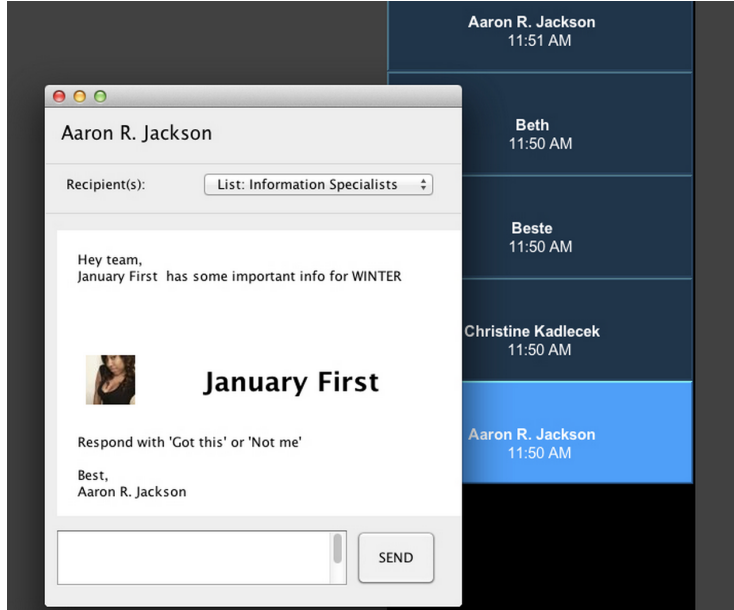 Aaron R. Jackson
11:51 AM
Beth
11:50 AM
Beste
11:50 AM
Christine Kadlecek
11:50 AM
Aaron R. Jackson
11:50 AM
Aaron R. Jackson
Recipient(s):
List: Information Specialists
Hey team,
January First  has some important info for WINTER
January First
Respond with 'Got this' or 'Not me'
Best,
Aaron R. Jackson
SEND